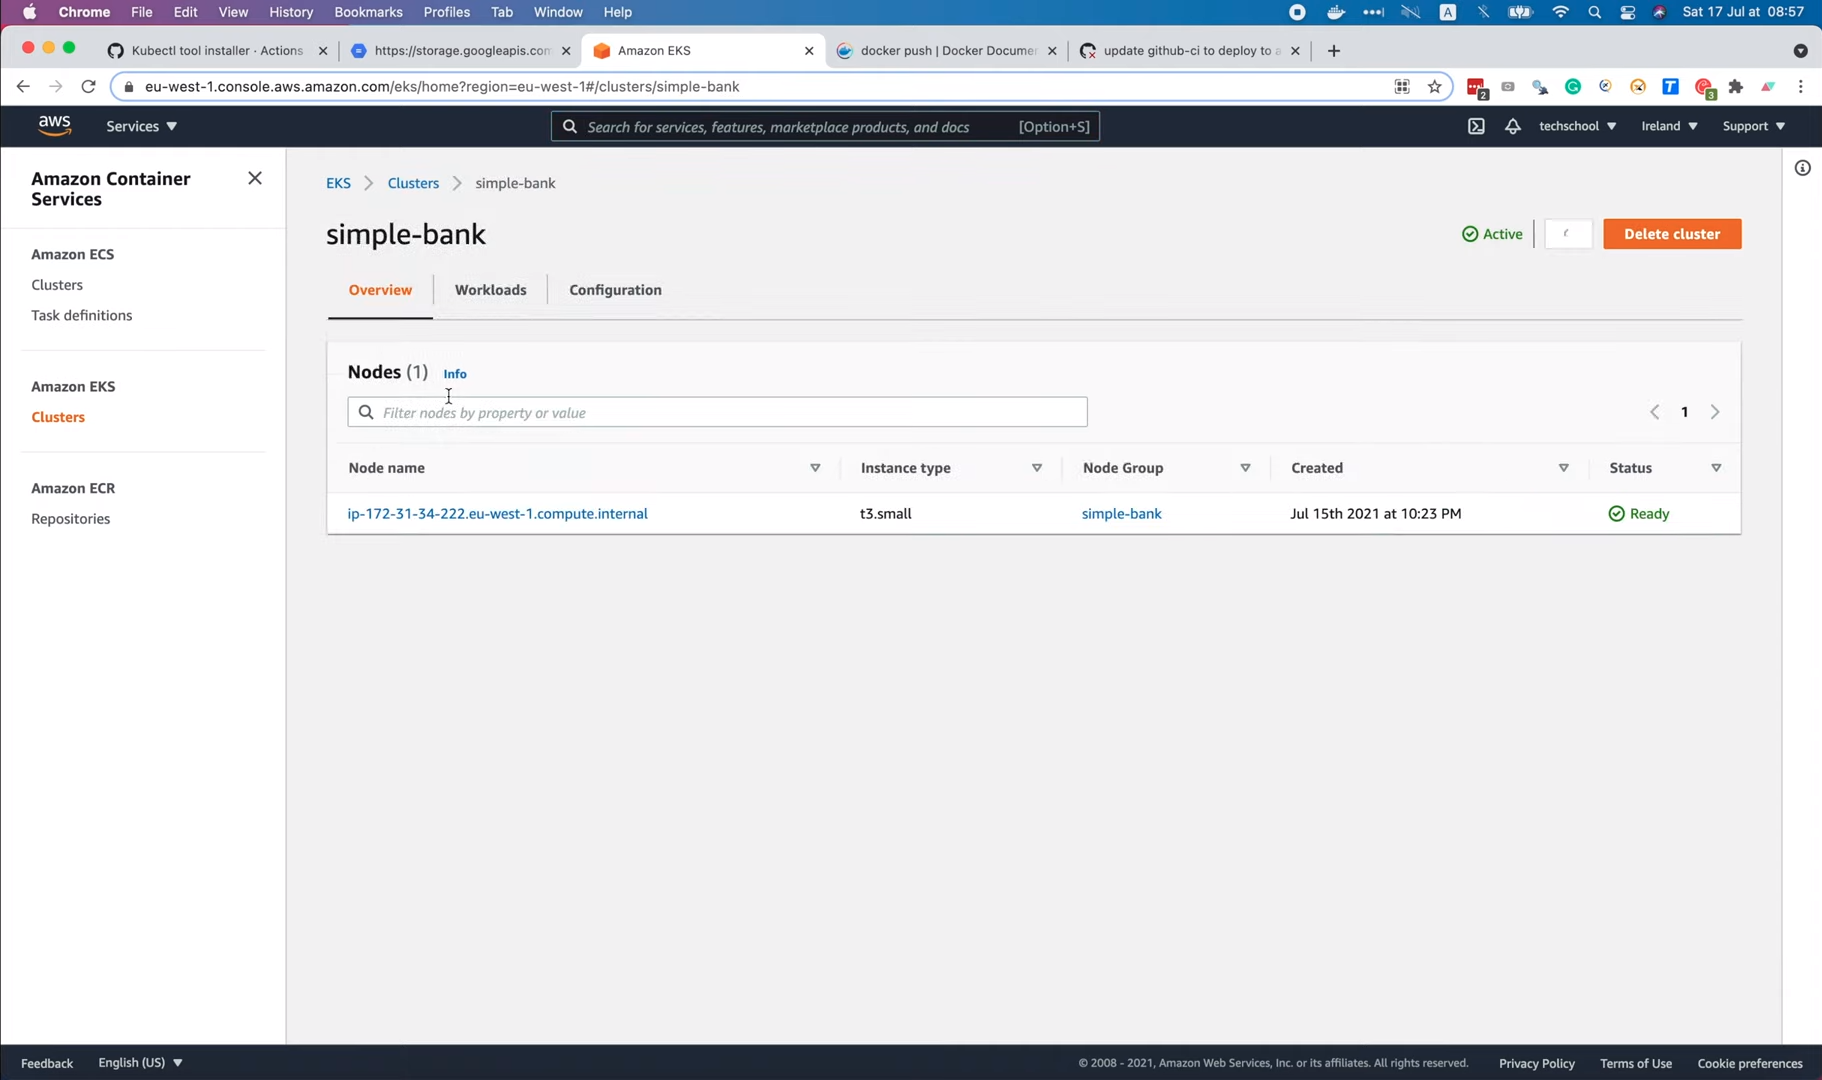 Chrome File Edit View History Bookmarks Profiles Tab Window Help A Sat 17 Jul at 08:57
Kubectl tool installer · Actions https://storage.googleapis.com Amazon EKS docker push | Docker Documen update github-ci to deploy to a
eu-west-1.console.aws.amazon.com/eks/home?region=eu-west-1#/clusters/simple-bank 2 T 3
aws Services Search for services, features, marketplace products, and docs [Option+S] techschool Ireland Support
Amazon Container
Services
Amazon ECS
Clusters
Task definitions
Amazon EKS
Clusters
Amazon ECR
Repositories
EKS Clusters simple-bank
simple-bank Active Delete cluster
Overview Workloads Configuration
Nodes (1) Info
Filter nodes by property or value 1
Node name Instance type Node Group Created Status
ip-172-31-34-222.eu-west-1.compute.internal t3.small simple-bank Jul 15th 2021 at 10:23 PM Ready
Feedback English (US) © 2008 - 2021, Amazon Web Services, Inc. or its affiliates. All rights reserved. Privacy Policy Terms of Use Cookie preferences